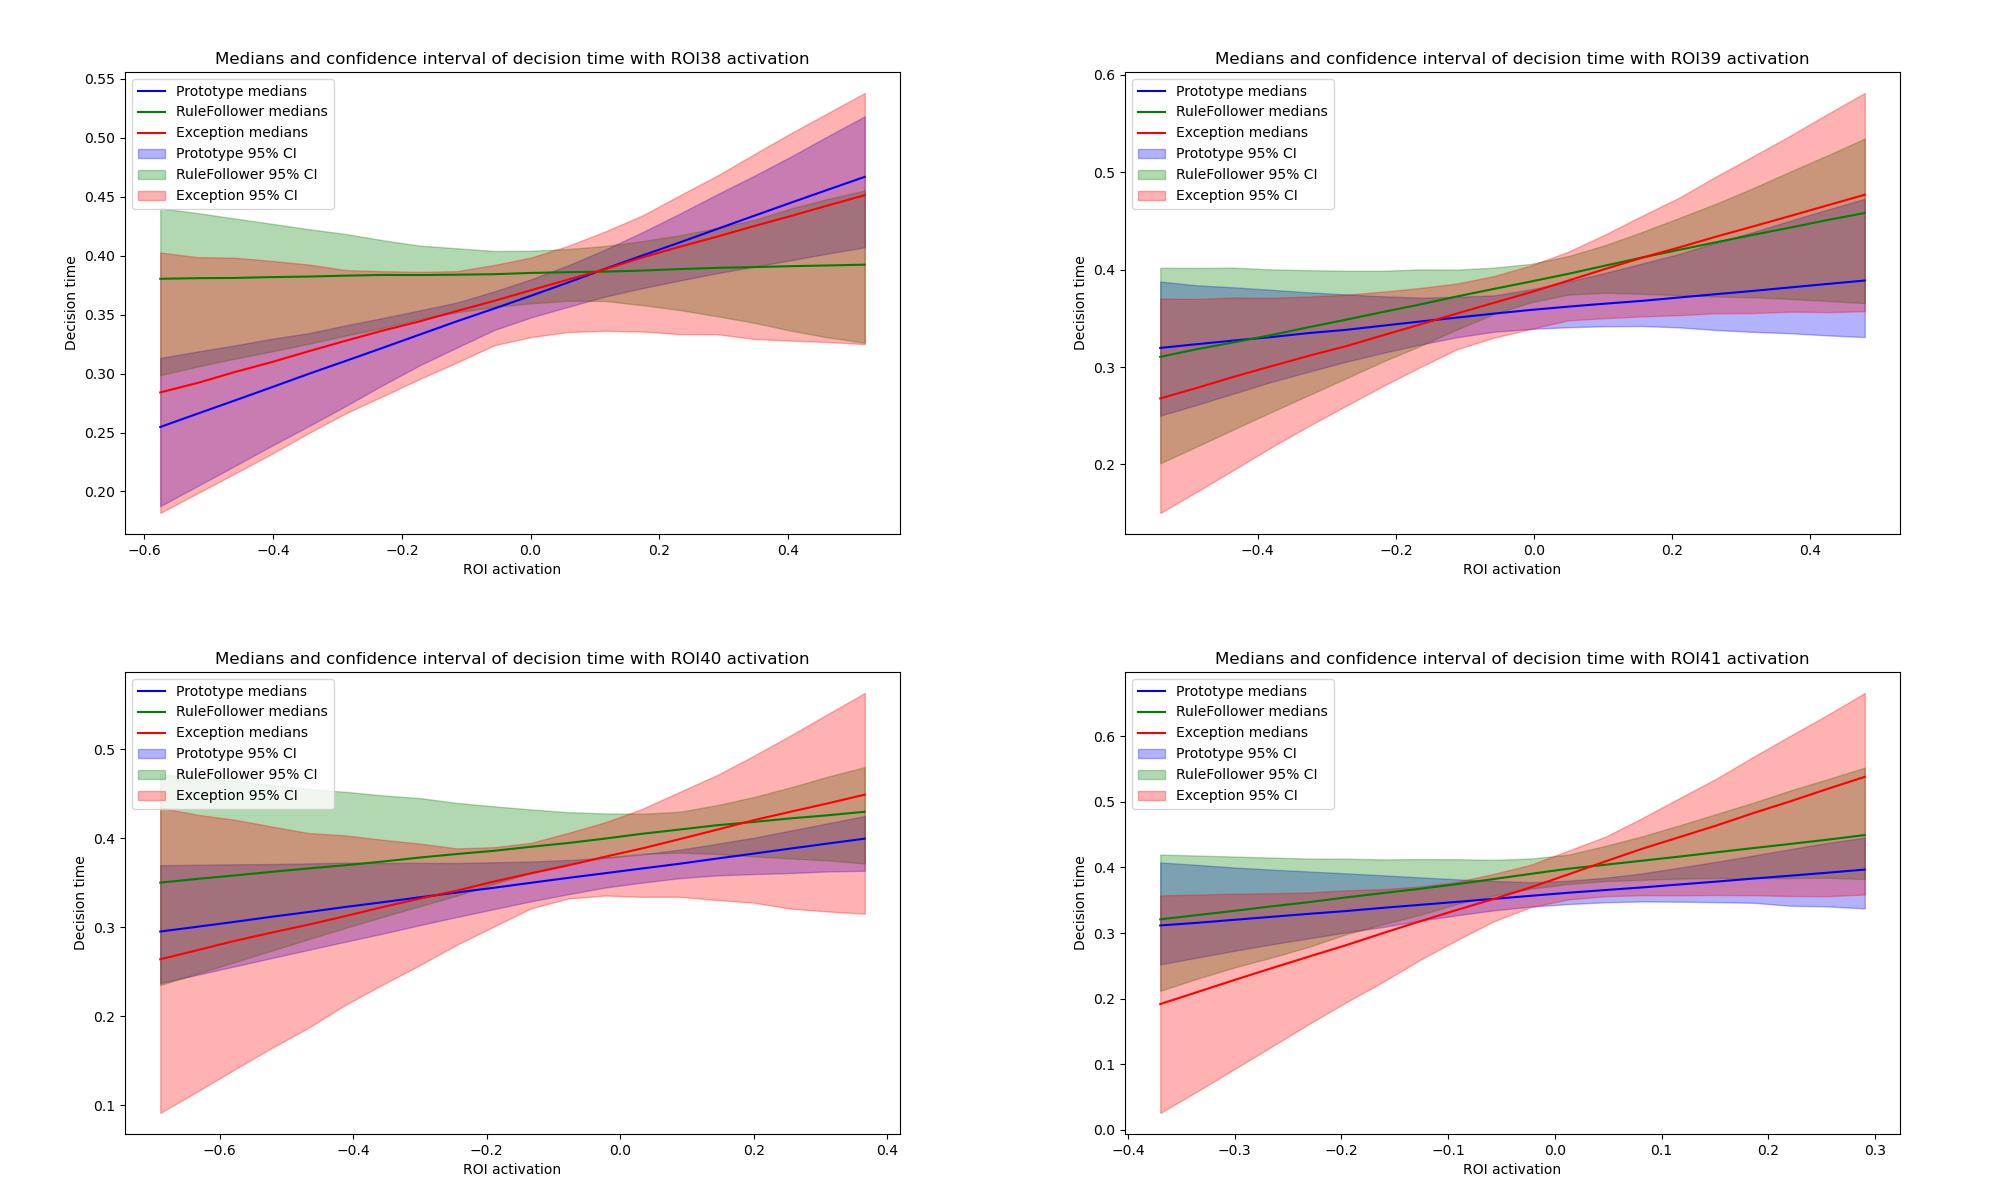 Medians and confidence interval of decision time with ROI38 activation
Prototype medians
RuleFollower medians
Exception medians
Prototype 95% CI
RuleFollower 95% CI
Exception 95% CI
0.55
0.50
0.45
0.40
0.35
0.30
0.25
0.20
Decision time
−0.6 −0.4 −0.2 0.0 0.2 0.4
ROI activation
Medians and confidence interval of decision time with ROI39 activation
Prototype medians
RuleFollower medians
Exception medians
Prototype 95% CI
RuleFollower 95% CI
Exception 95% CI
0.6
0.5
0.4
0.3
0.2
Decision time
−0.4 −0.2 0.0 0.2 0.4
ROI activation
Medians and confidence interval of decision time with ROI40 activation
Prototype medians
RuleFollower medians
Exception medians
Prototype 95% CI
RuleFollower 95% CI
Exception 95% CI
0.5
0.4
0.3
0.2
0.1
Decision time
−0.6 −0.4 −0.2 0.0 0.2 0.4
ROI activation
Medians and confidence interval of decision time with ROI41 activation
Prototype medians
RuleFollower medians
Exception medians
Prototype 95% CI
RuleFollower 95% CI
Exception 95% CI
0.6
0.5
0.4
0.3
0.2
0.1
0.0
Decision time
−0.4 −0.3 −0.2 −0.1 0.0 0.1 0.2 0.3
ROI activation